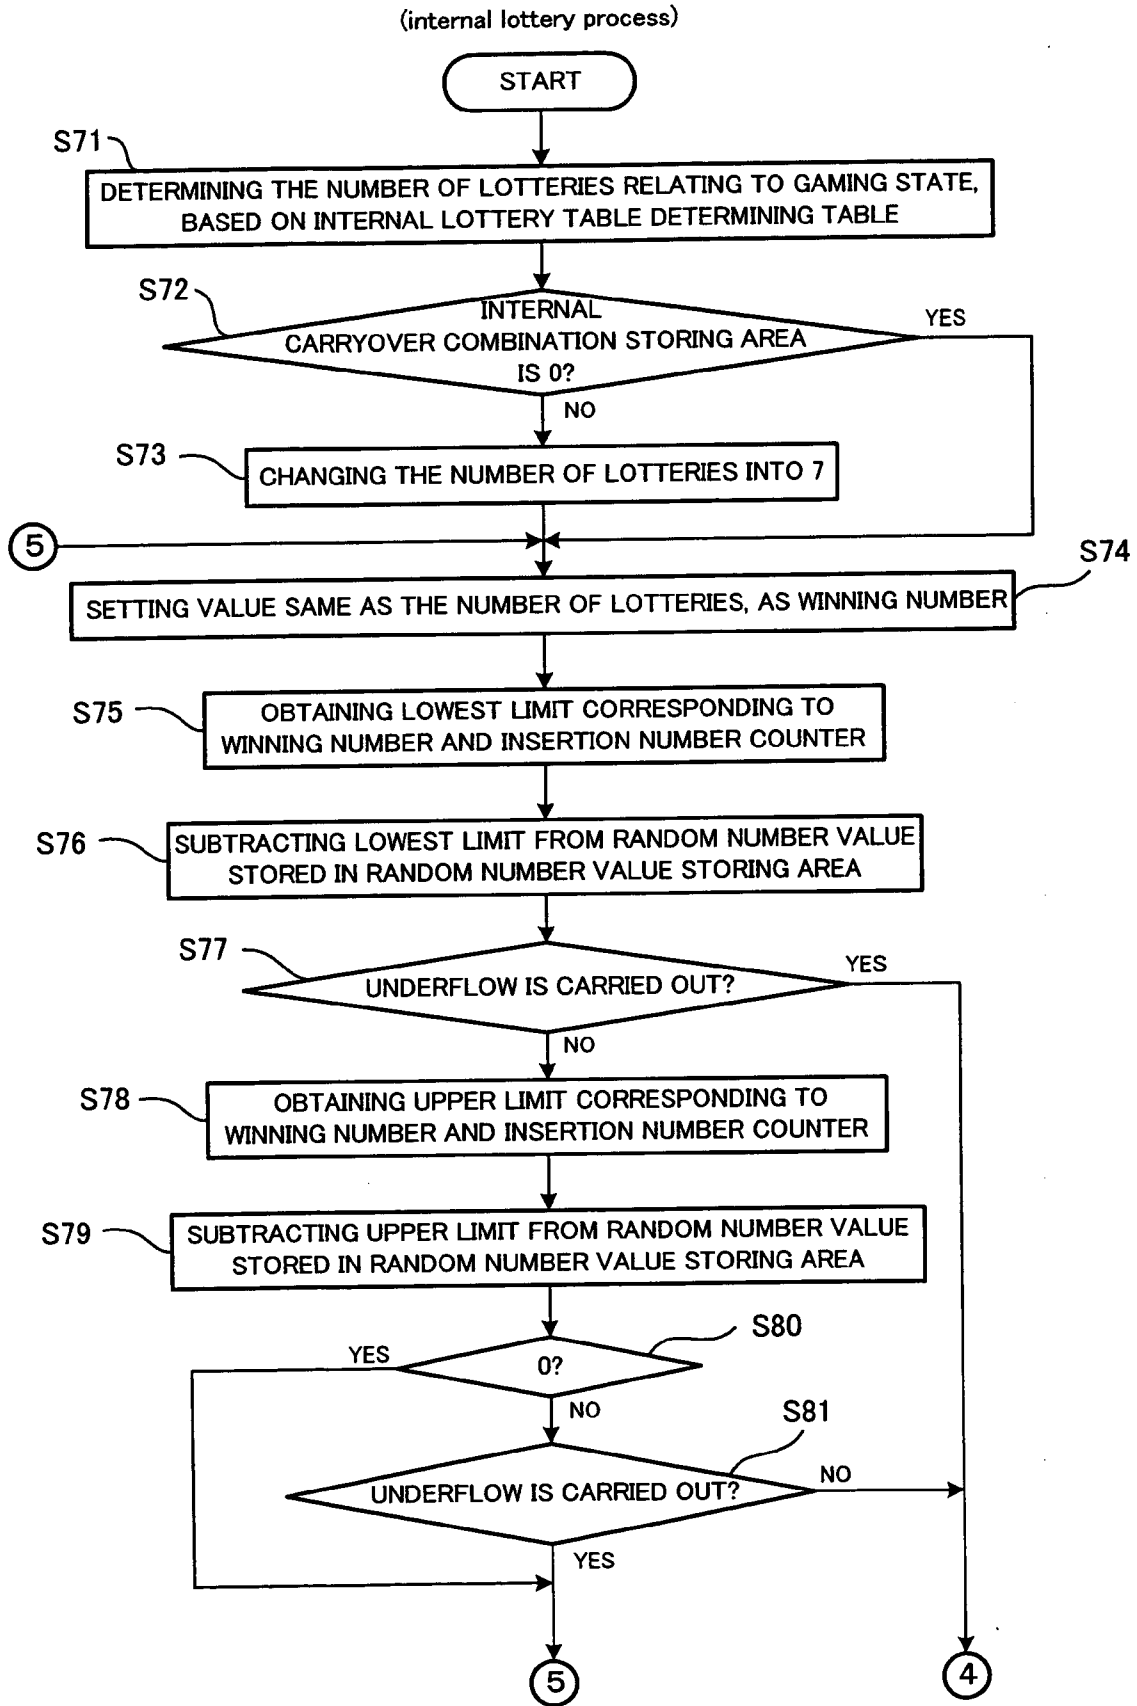 (internal lottery process)
START
S71
DETERMINING THE NUMBER OF LOTTERIES RELATING TO GAMING STATE,
BASED ON INTERNAL LOTTERY TABLE DETERMINING TABLE
S72
INTERNAL
CARRYOVER COMBINATION STORING AREA
IS 0?
YES
NO
S73
CHANGING THE NUMBER OF LOTTERIES INTO 7
5
S74
SETTING VALUE SAME AS THE NUMBER OF LOTTERIES, AS WINNING NUMBER
S75
OBTAINING LOWEST LIMIT CORRESPONDING TO
WINNING NUMBER AND INSERTION NUMBER COUNTER
S76
SUBTRACTING LOWEST LIMIT FROM RANDOM NUMBER VALUE
STORED IN RANDOM NUMBER VALUE STORING AREA
S77
UNDERFLOW IS CARRIED OUT?
YES
NO
S78
OBTAINING UPPER LIMIT CORRESPONDING TO
WINNING NUMBER AND INSERTION NUMBER COUNTER
S79
SUBTRACTING UPPER LIMIT FROM RANDOM NUMBER VALUE
STORED IN RANDOM NUMBER VALUE STORING AREA
S80
YES
0?
NO
S81
UNDERFLOW IS CARRIED OUT?
NO
YES
5
4